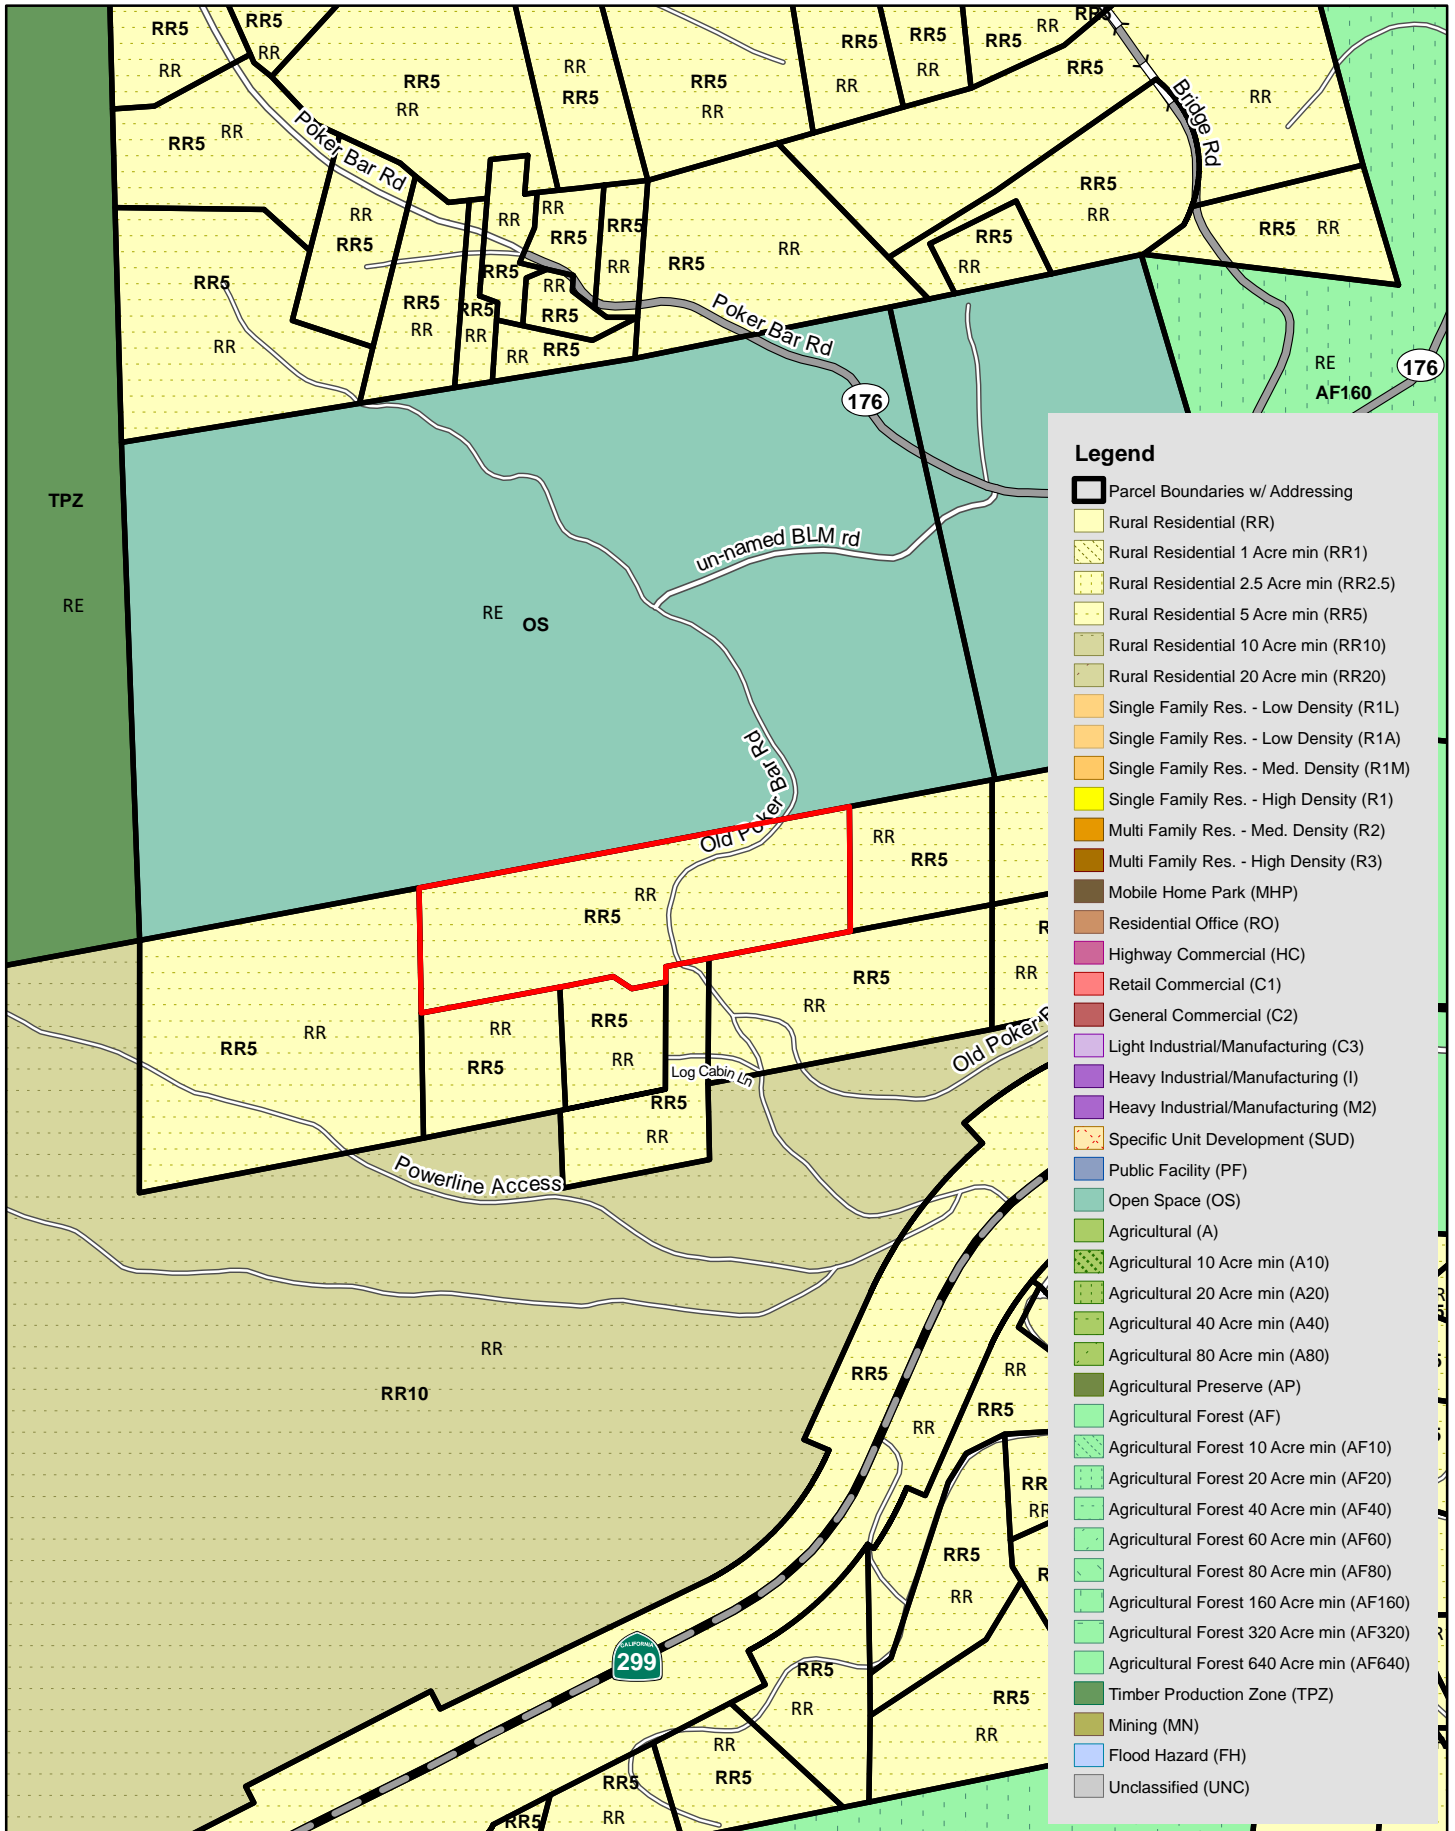 RR5
RR
RR5
RR
RR5
RR
RR
RR5
RR5
RR
RR5
RR
RR5
RR
RR5
RR
RR5
RR5
RR
Bridge Rd
RR5
RR
Poker Bar Rd
RR
RR5
RR5
RR
RR
RR5
RR
RR
RR5
RR5
RR
RR5
RR
RR5
RR
RR5
RR
RR5
RR5
RR
RR5
RR
RR5
RR
RR5
RR5
RR
RR
RR5
Poker Bar Rd
176
RE
AF160
176
TPZ
RE
un-named BLM rd
RE
OS
Old Poker Bar Rd
RR
RR5
RR
RR5
RR5
RR
RR
RR5
RR
RR
RR5
RR5
RR
Log Cabin Ln
RR5
RR
Old Poker
Powerline Access
RR
RR10
RR5
RR
RR
RR5
RR
RR
RR5
RR
299
CALIFORNIA
RR5
RR
RR5
RR
RR
RR5
RR5
RR
RR5
Legend
Parcel Boundaries w/ Addressing
Rural Residential (RR)
Rural Residential 1 Acre min (RR1)
Rural Residential 2.5 Acre min (RR2.5)
Rural Residential 5 Acre min (RR5)
Rural Residential 10 Acre min (RR10)
Rural Residential 20 Acre min (RR20)
Single Family Res. - Low Density (R1L)
Single Family Res. - Low Density (R1A)
Single Family Res. - Med. Density (R1M)
Single Family Res. - High Density (R1)
Multi Family Res. - Med. Density (R2)
Multi Family Res. - High Density (R3)
Mobile Home Park (MHP)
Residential Office (RO)
Highway Commercial (HC)
Retail Commercial (C1)
General Commercial (C2)
Light Industrial/Manufacturing (C3)
Heavy Industrial/Manufacturing (I)
Heavy Industrial/Manufacturing (M2)
Specific Unit Development (SUD)
Public Facility (PF)
Open Space (OS)
Agricultural (A)
Agricultural 10 Acre min (A10)
Agricultural 20 Acre min (A20)
Agricultural 40 Acre min (A40)
Agricultural 80 Acre min (A80)
Agricultural Preserve (AP)
Agricultural Forest (AF)
Agricultural Forest 10 Acre min (AF10)
Agricultural Forest 20 Acre min (AF20)
Agricultural Forest 40 Acre min (AF40)
Agricultural Forest 60 Acre min (AF60)
Agricultural Forest 80 Acre min (AF80)
Agricultural Forest 160 Acre min (AF160)
Agricultural Forest 320 Acre min (AF320)
Agricultural Forest 640 Acre min (AF640)
Timber Production Zone (TPZ)
Mining (MN)
Flood Hazard (FH)
Unclassified (UNC)